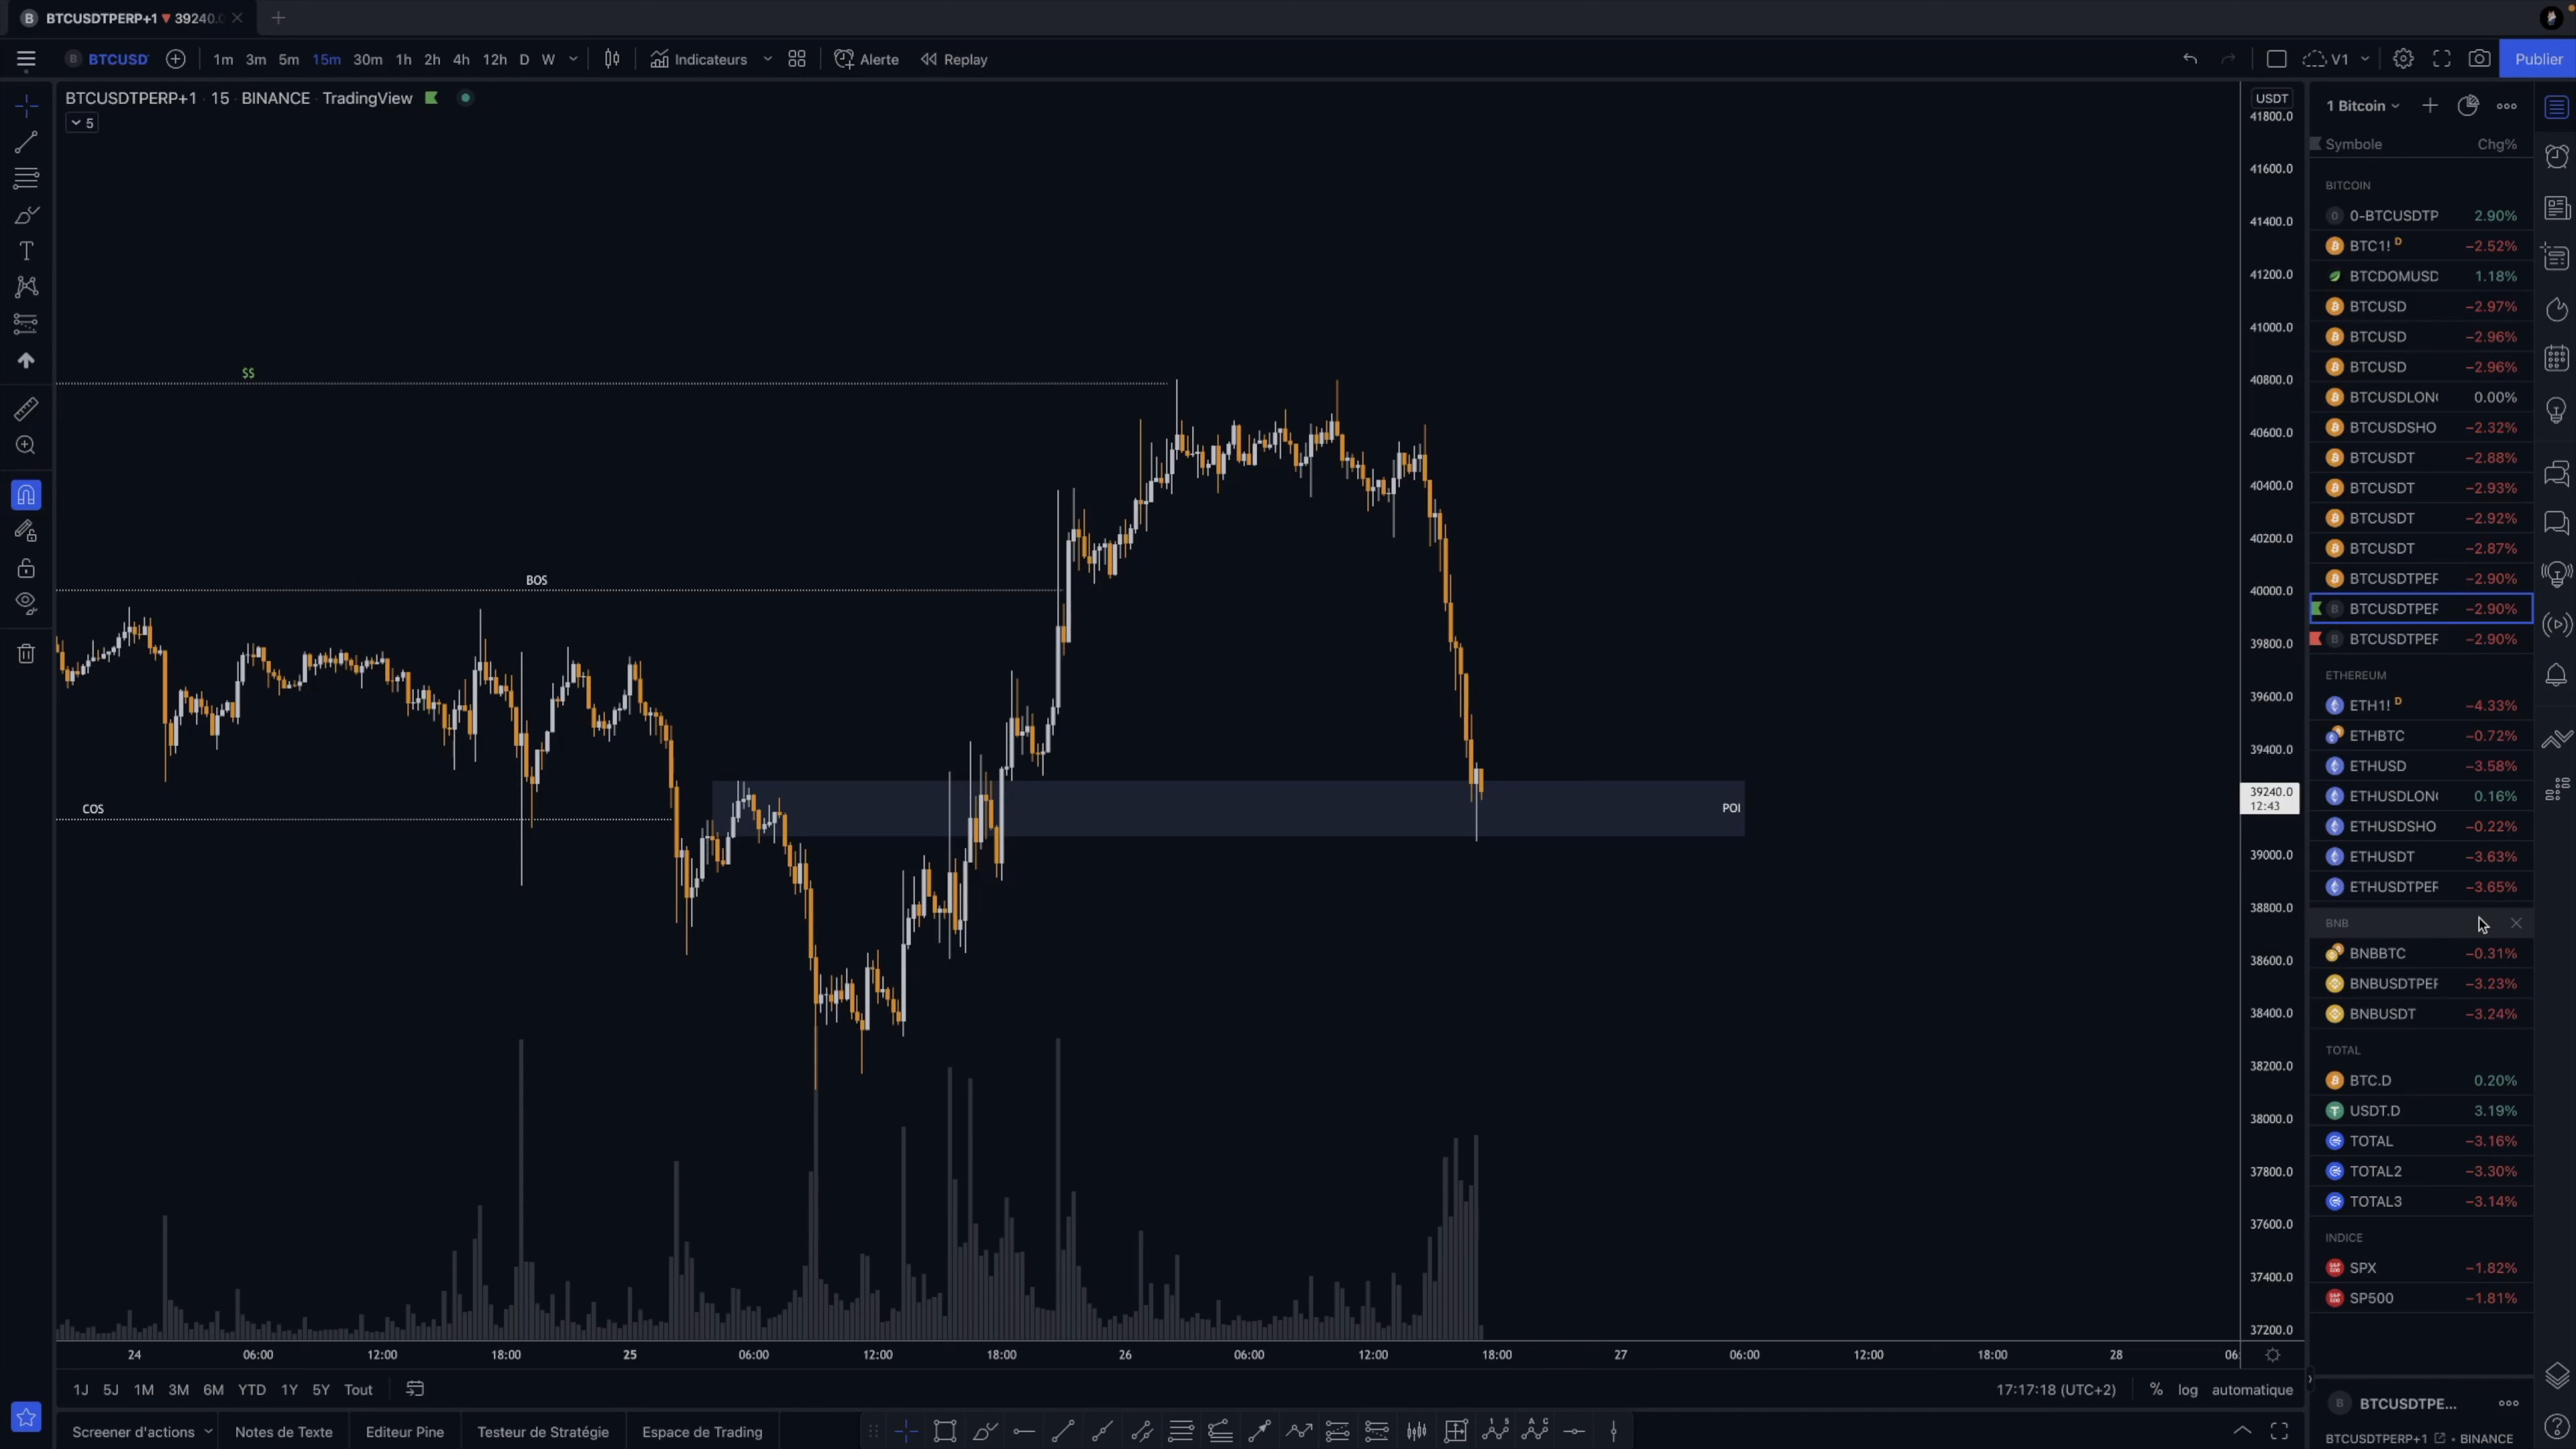 BTCUSDTPERP+1 ▼ 39240.0
BTCUSD 1m 3m 5m 15m 30m 1h 2h 4h 12h D W Indicateurs Alerte Replay V1 Publier
BTCUSDTPERP+1 15 BINANCE TradingView
5
USDT
41800.0
41600.0
41400.0
41200.0
41000.0
40800.0
40600.0
40400.0
40200.0
40000.0
39800.0
39600.0
39400.0
39240.0
12:43
39000.0
38800.0
38600.0
38400.0
38200.0
38000.0
37800.0
37600.0
37400.0
37200.0
$$
BOS
COS
POI
24 06:00 12:00 18:00 25 06:00 12:00 18:00 26 06:00 12:00 18:00 27 06:00 12:00 18:00 28 06:
1J 5J 1M 3M 6M YTD 1Y 5Y Tout 17:17:18 (UTC+2) % log automatique
Screener d'actions Notes de Texte Editeur Pine Testeur de Stratégie Espace de Trading
1 Bitcoin
Symbole Chg%
BITCOIN
0-BTCUSDTP 2.90%
BTC1! D −2.52%
BTCDOMUSD 1.18%
BTCUSD −2.97%
BTCUSD −2.96%
BTCUSD −2.96%
BTCUSDLON 0.00%
BTCUSDSHO −2.32%
BTCUSDT −2.88%
BTCUSDT −2.93%
BTCUSDT −2.92%
BTCUSDT −2.87%
BTCUSDTPER −2.90%
BTCUSDTPER −2.90%
BTCUSDTPER −2.90%
ETHEREUM
ETH1! D −4.33%
ETHBTC −0.72%
ETHUSD −3.58%
ETHUSDLON 0.16%
ETHUSDSHO −0.22%
ETHUSDT −3.63%
ETHUSDTPER −3.65%
BNB
BNBBTC −0.31%
BNBUSDTPER −3.23%
BNBUSDT −3.24%
TOTAL
BTC.D 0.20%
USDT.D 3.19%
TOTAL −3.16%
TOTAL2 −3.30%
TOTAL3 −3.14%
INDICE
SPX −1.82%
SP500 −1.81%
BTCUSDTPE...
BTCUSDTPERP+1 • BINANCE